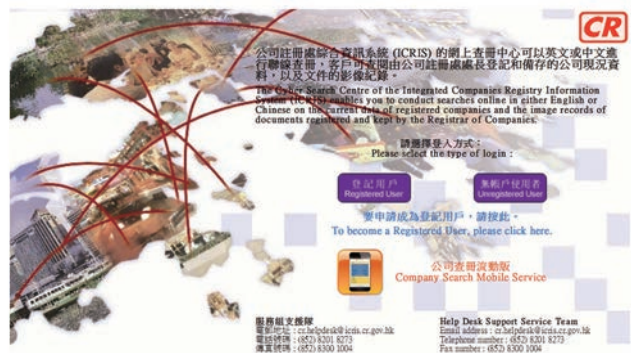 CR
公司註冊處綜合資訊系統 (ICRIS) 的網上查冊中心可以英文或中文進
行聯線查冊，客戶可查閱由公司註冊處處長登記和備存的公司現況資
料，以及文件的影像紀錄。
The Cyber Search Centre of the Integrated Companies Registry Information
System (ICRIS) enables you to conduct searches online in either English or
Chinese on the current data of registered companies and the image records of
documents registered and kept by the Registrar of Companies.
請選擇登入方式：
Please select the type of login :
登記用戶
Registered User
無帳戶使用者
Unregistered User
要申請成為登記用戶，請按此。
To become a Registered User, please click here.
公司查冊流動版
Company Search Mobile Service
服務組支援隊
電郵地址 : cr.helpdesk@icris.cr.gov.hk
電話號碼 : (852) 8201 8273
傳真號碼 : (852) 8300 1004
Help Desk Support Service Team
Email address : cr.helpdesk@icris.cr.gov.hk
Telephone number : (852) 8201 8273
Fax number : (852) 8300 1004